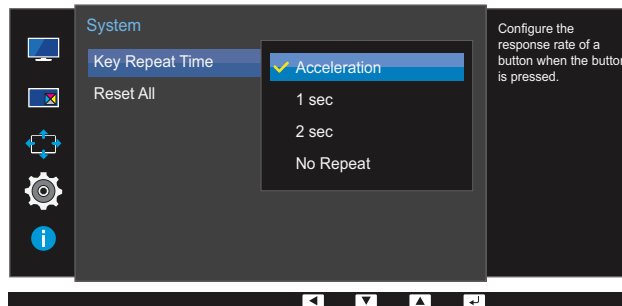 System
Key Repeat Time
Reset All
Acceleration
1 sec
2 sec
No Repeat
Configure the
response rate of a
button when the button
is pressed.